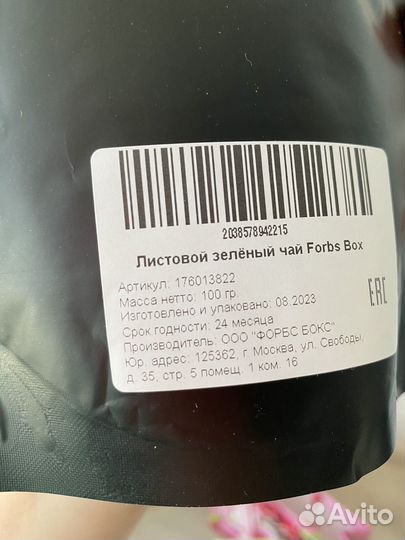 2038578942215
Листовой зелёный чай Forbs Box
Артикул: 176013822
Масса нетто: 100 гр
Изготовлено и упаковано: 08.2023
Срок годности: 24 месяца
Производитель: ООО "ФОРБС БОКС"
Юр. адрес: 125362, г. Москва, ул. Свободы,
д. 35, стр. 5 помещ. 1 ком. 16
EAC
Avito